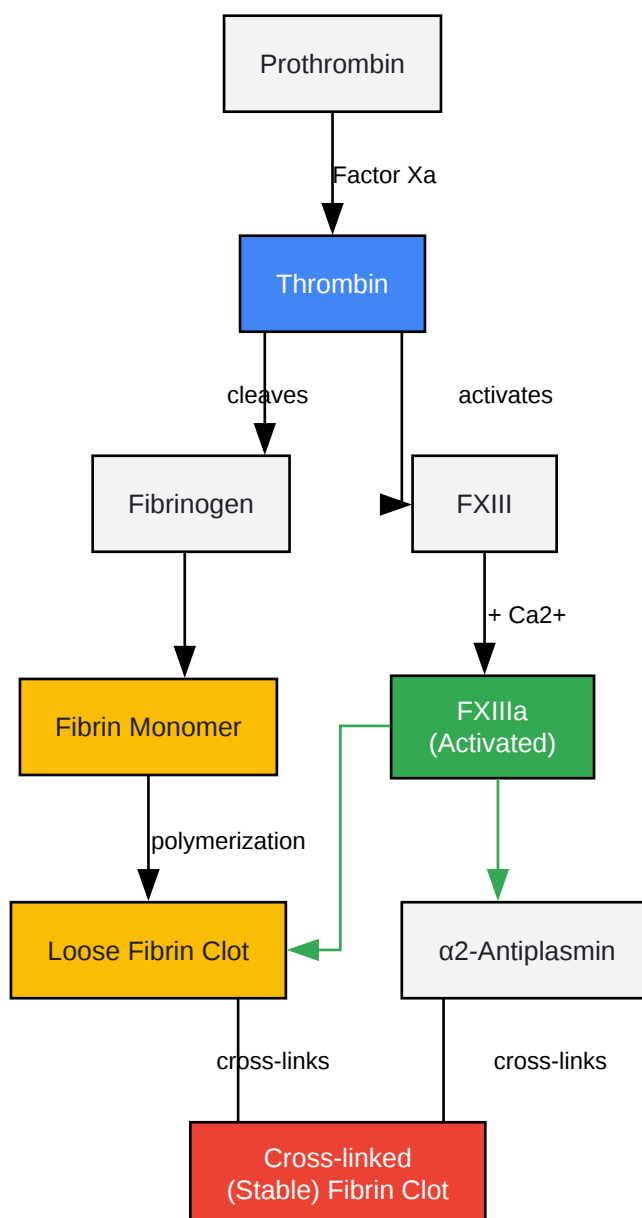 Prothrombin
Factor Xa
Thrombin
cleaves
activates
Fibrinogen
FXIII
+ Ca2+
Fibrin Monomer
FXIIIa
(Activated)
polymerization
Loose Fibrin Clot
α2-Antiplasmin
cross-links
cross-links
Cross-linked
(Stable) Fibrin Clot